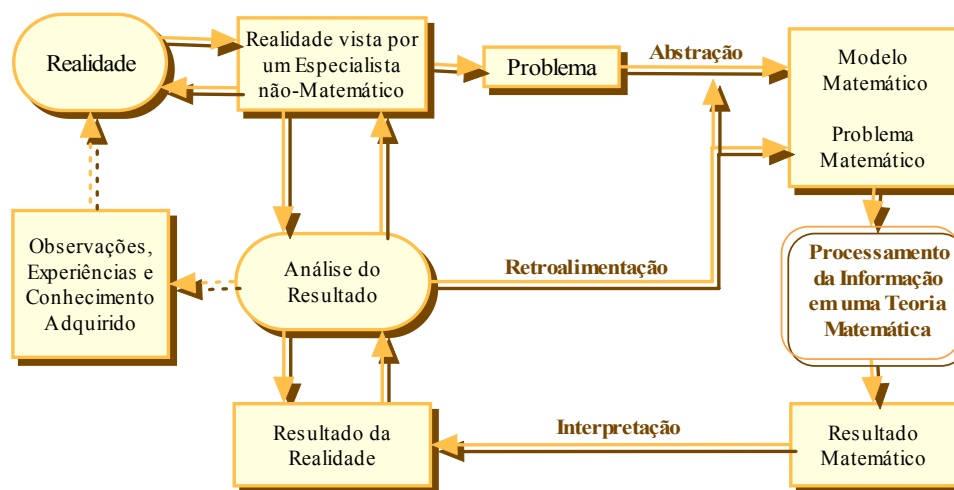 Realidade
Realidade vista por
um Especialista
não-Matemático
Problema
Abstração
Modelo
Matemático
Problema
Matemático
Observações,
Experiências e
Conhecimento
Adquirido
Análise do
Resultado
Retroalimentação
Processamento
da Informação
em uma Teoria
Matemática
Resultado da
Realidade
Interpretação
Resultado
Matemático